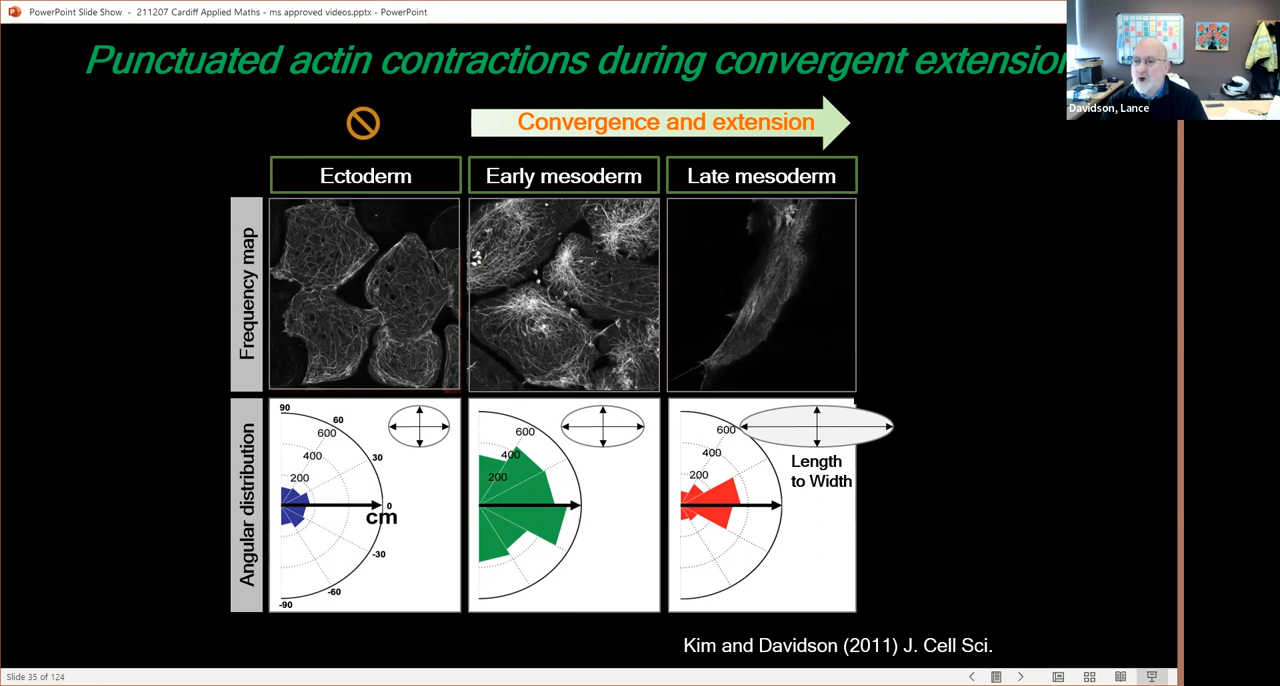 PowerPoint Slide Show - 211207 Cardiff Applied Maths - ms approved videos.pptx - PowerPoint
Punctuated actin contractions during convergent extension
Davidson, Lance
Convergence and extension
Ectoderm
Early mesoderm
Late mesoderm
Frequency map
Angular distribution
90
60
600
400
30
200
0
cm
-30
-60
-90
600
400
200
600
400
200
Length
to Width
Kim and Davidson (2011) J. Cell Sci.
Slide 35 of 124